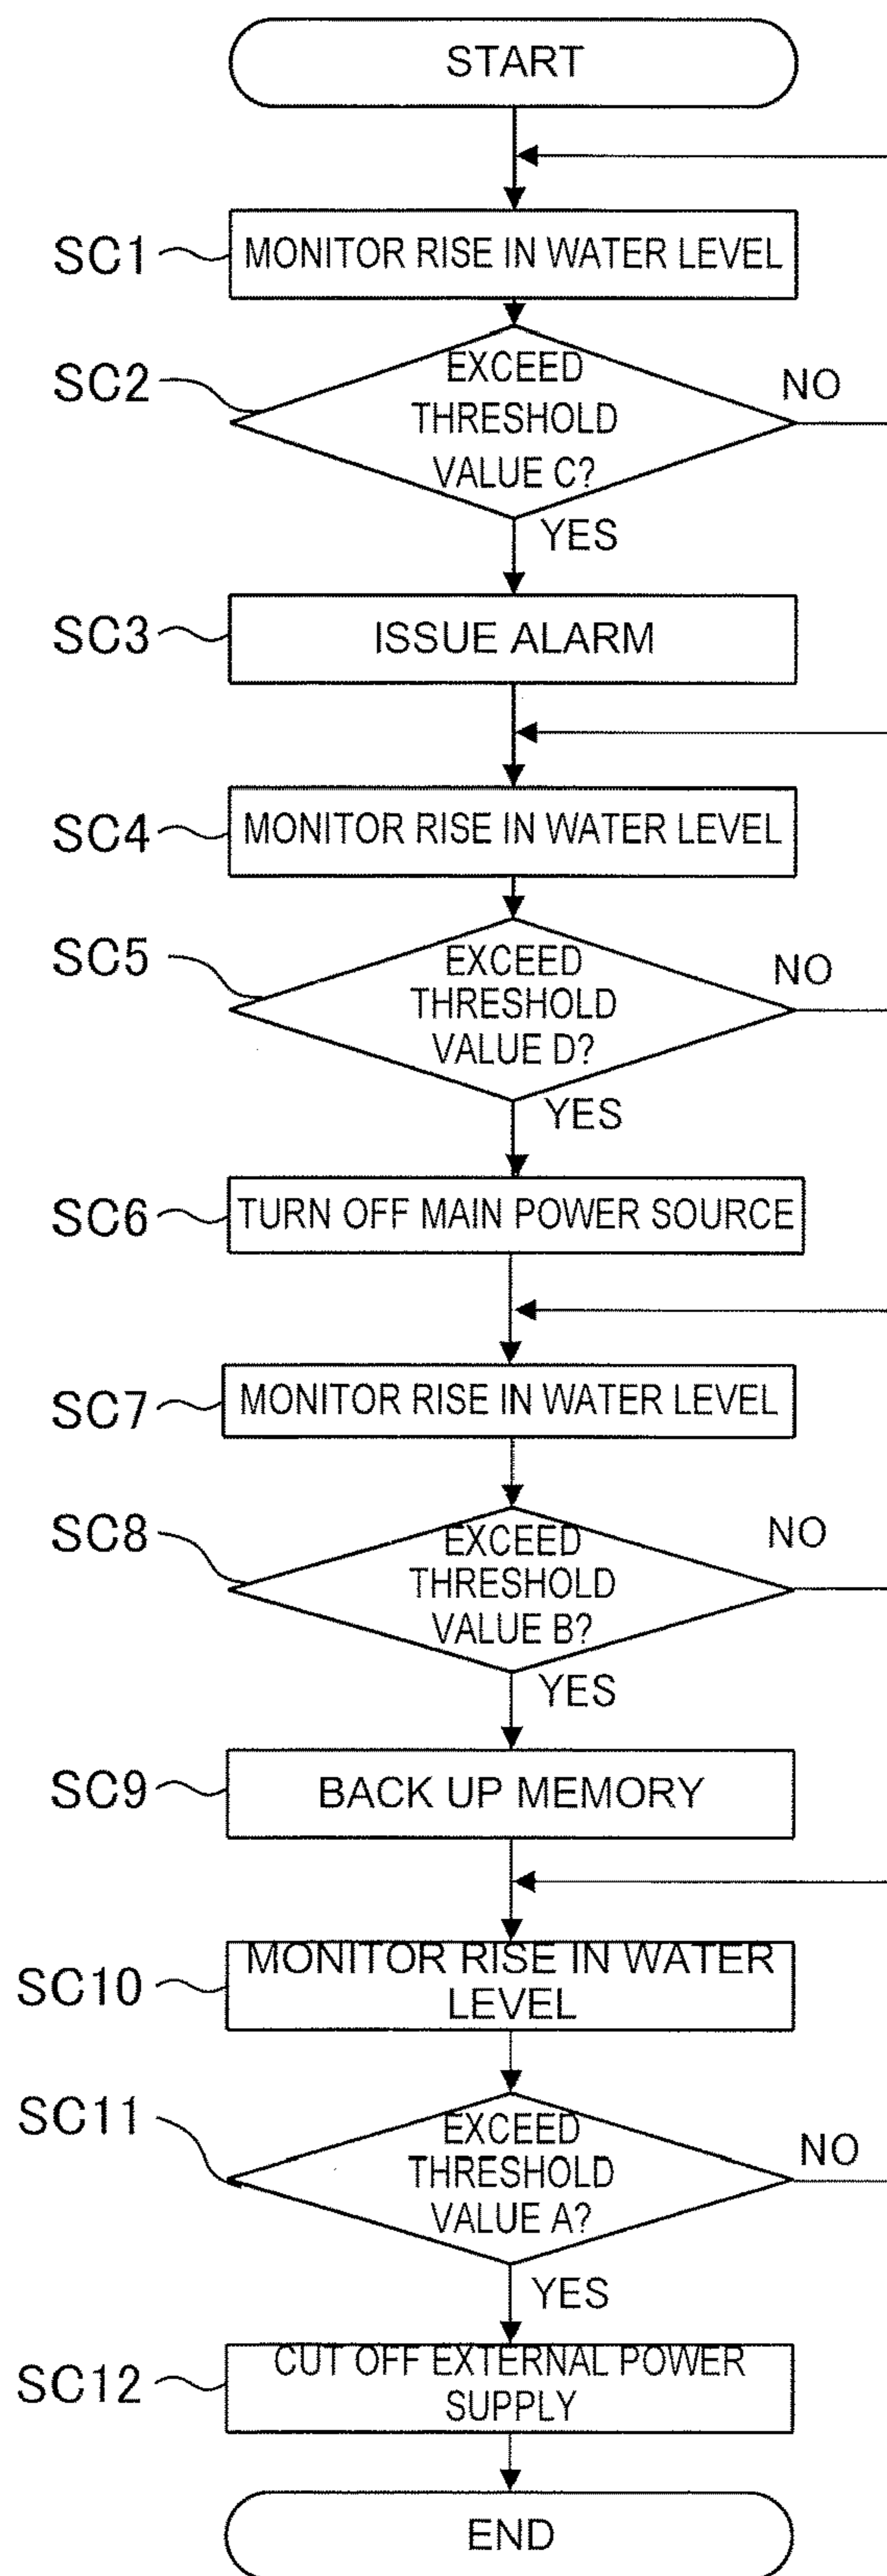 START
SC1
MONITOR RISE IN WATER LEVEL
SC2
EXCEED
THRESHOLD
VALUE C?
NO
YES
SC3
ISSUE ALARM
SC4
MONITOR RISE IN WATER LEVEL
SC5
EXCEED
THRESHOLD
VALUE D?
NO
YES
SC6
TURN OFF MAIN POWER SOURCE
SC7
MONITOR RISE IN WATER LEVEL
SC8
EXCEED
THRESHOLD
VALUE B?
NO
YES
SC9
BACK UP MEMORY
SC10
MONITOR RISE IN WATER
LEVEL
SC11
EXCEED
THRESHOLD
VALUE A?
NO
YES
SC12
CUT OFF EXTERNAL POWER
SUPPLY
END